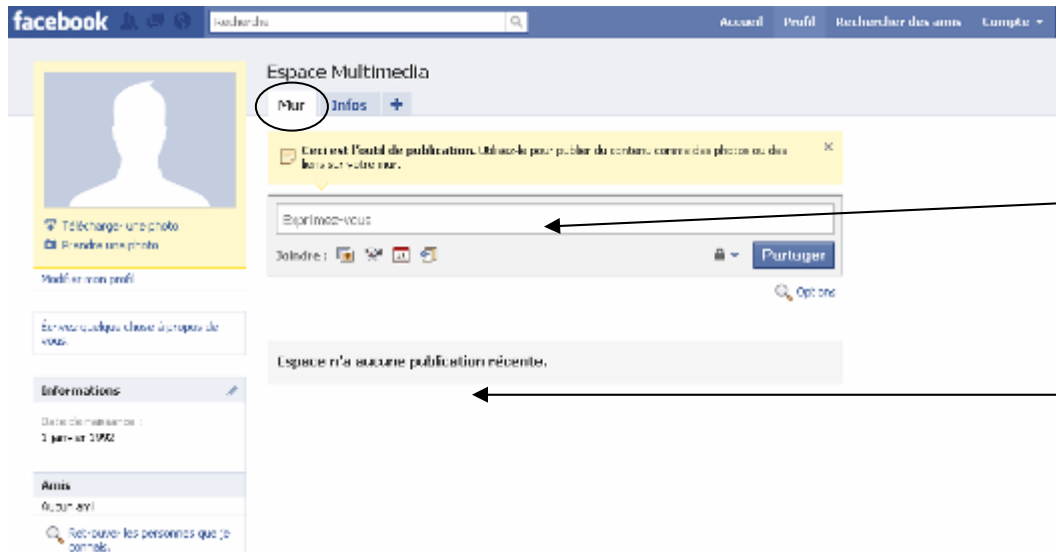 facebook
Recherche
Accueil Profil Rechercher des amis Compte
Espace Multimedia
Mur Infos +
Ceci est l'outil de publication. Utilisez-le pour publier du contenu comme des photos ou des
liens sur votre mur.
Exprimez-vous
Télécharger une photo
Prendre une photo
Joindre :
Partager
Modifier mon profil
Options
Écrivez quelque chose à propos de
vous.
Espace n'a aucune publication récente.
Informations
Date de naissance :
1 janvier 1992
Amis
Aucun ami
Retrouver les personnes que je
connais.